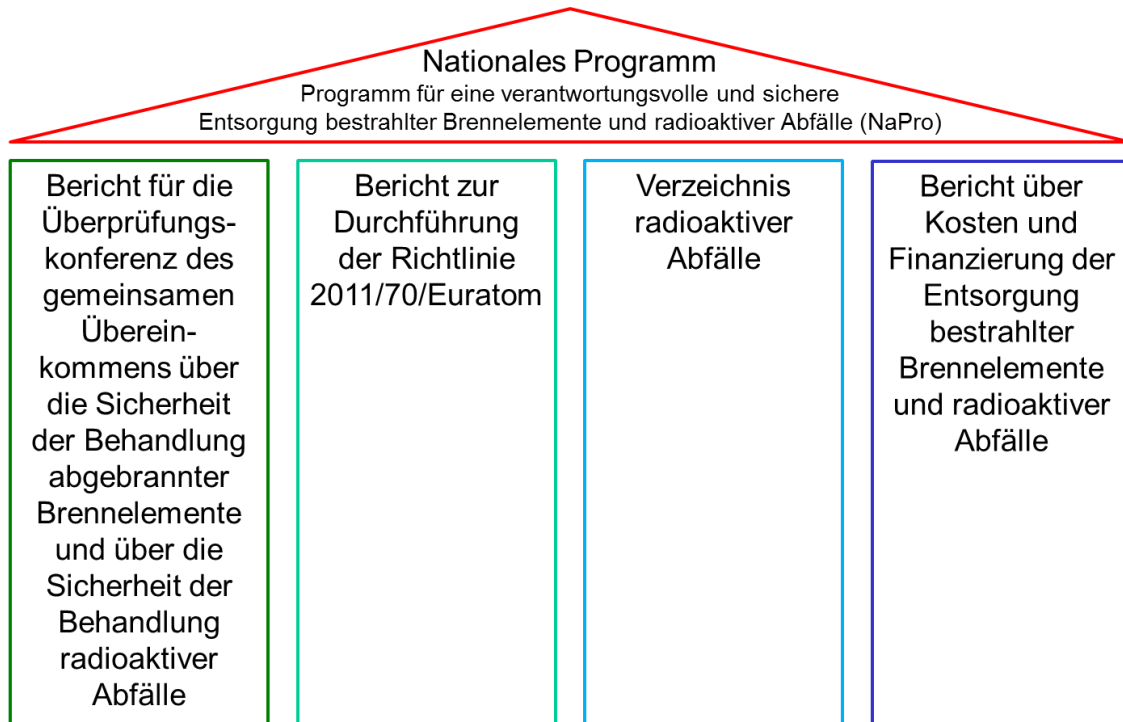 Nationales Programm
Programm für eine verantwortungsvolle und sichere
Entsorgung bestrahlter Brennelemente und radioaktiver Abfälle (NaPro)
Bericht für die
Überprüfungs-
konferenz des
gemeinsamen
Überein-
kommens über
die Sicherheit
der Behandlung
abgebrannter
Brennelemente
und über die
Sicherheit der
Behandlung
radioaktiver
Abfälle
Bericht zur
Durchführung
der Richtlinie
2011/70/Euratom
Verzeichnis
radioaktiver
Abfälle
Bericht über
Kosten und
Finanzierung der
Entsorgung
bestrahlter
Brennelemente
und radioaktiver
Abfälle